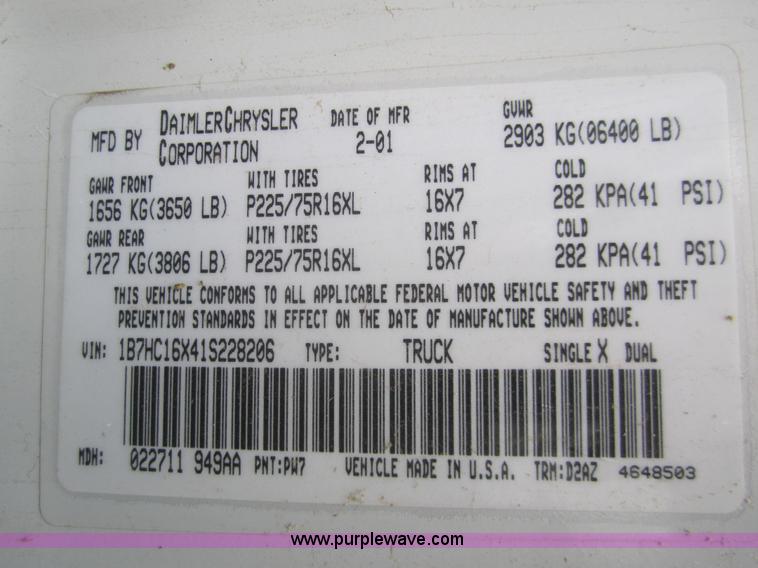 MFD BY DAIMLERCHRYSLER CORPORATION DATE OF MFR 2-01 GVWR 2903 KG(06400 LB)
GAWR FRONT WITH TIRES RIMS AT COLD
1656 KG(3650 LB) P225/75R16XL 16X7 282 KPA(41 PSI)
GAWR REAR WITH TIRES RIMS AT COLD
1727 KG(3806 LB) P225/75R16XL 16X7 282 KPA(41 PSI)
THIS VEHICLE CONFORMS TO ALL APPLICABLE FEDERAL MOTOR VEHICLE SAFETY AND THEFT
PREVENTION STANDARDS IN EFFECT ON THE DATE OF MANUFACTURE SHOWN ABOVE.
VIN: 1B7HC16X41S228206 TYPE: TRUCK SINGLE X DUAL
MDH: 022711 949AA PNT:PW7 VEHICLE MADE IN U.S.A. TRM:D2AZ 4648503
www.purplewave.com